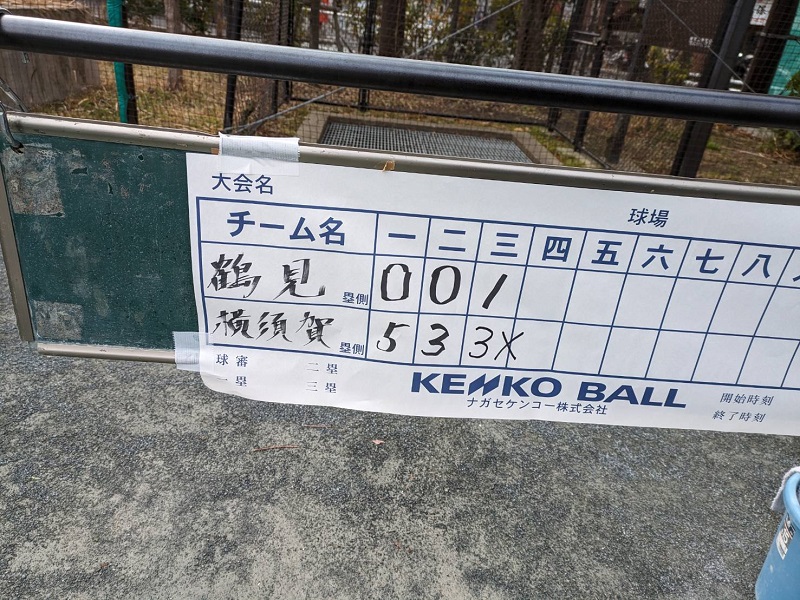 大会名
球場
チーム名 一 二 三 四 五 六 七 八
鶴見 塁側 0 0 1
横須賀 塁側 5 3 3X
球審 二塁
一塁 三塁
KENKO BALL
ナガセケンコー株式会社
開始時刻
終了時刻